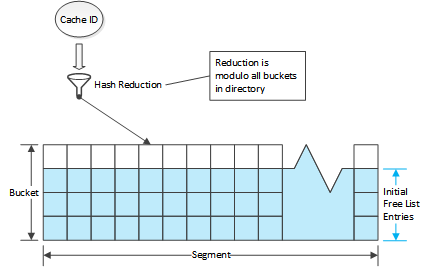 Cache ID
Hash Reduction
Reduction is
modulo all buckets
in directory
Bucket
Initial
Free List
Entries
Segment